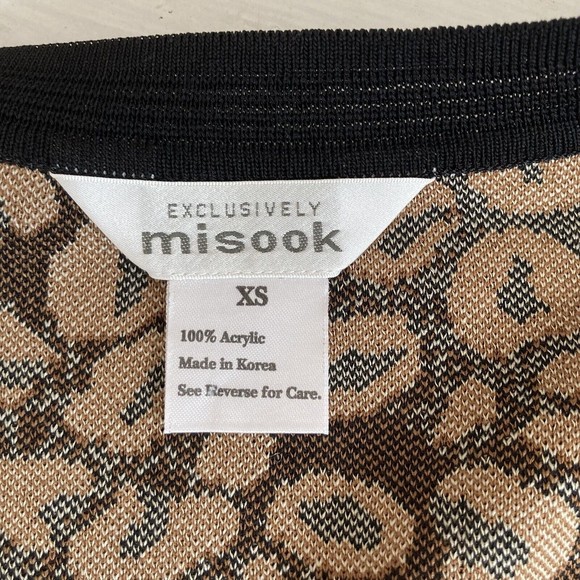 EXCLUSIVELY
misook
XS
100% Acrylic
Made in Korea
See Reverse for Care.